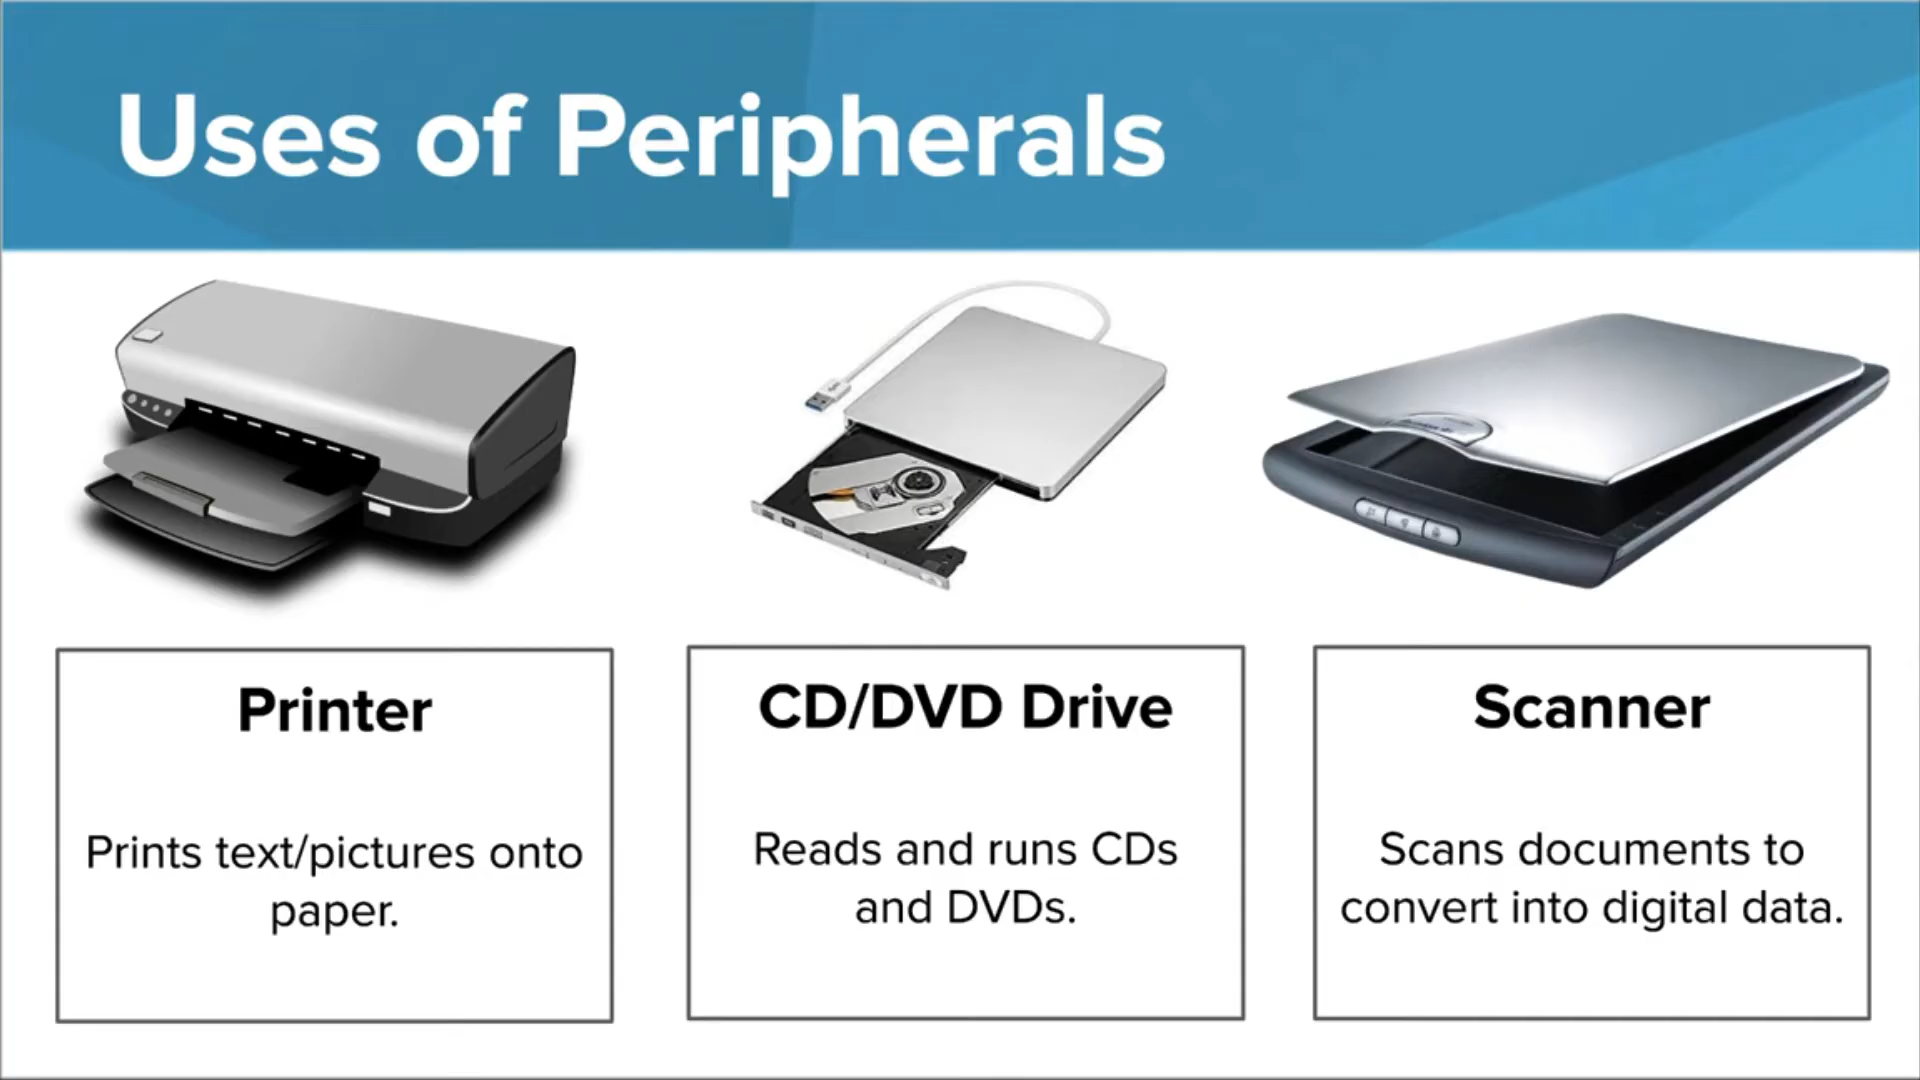 Uses of Peripherals
Printer
Prints text/pictures onto
paper.
CD/DVD Drive
Reads and runs CDs
and DVDs.
Scanner
Scans documents to
convert into digital data.